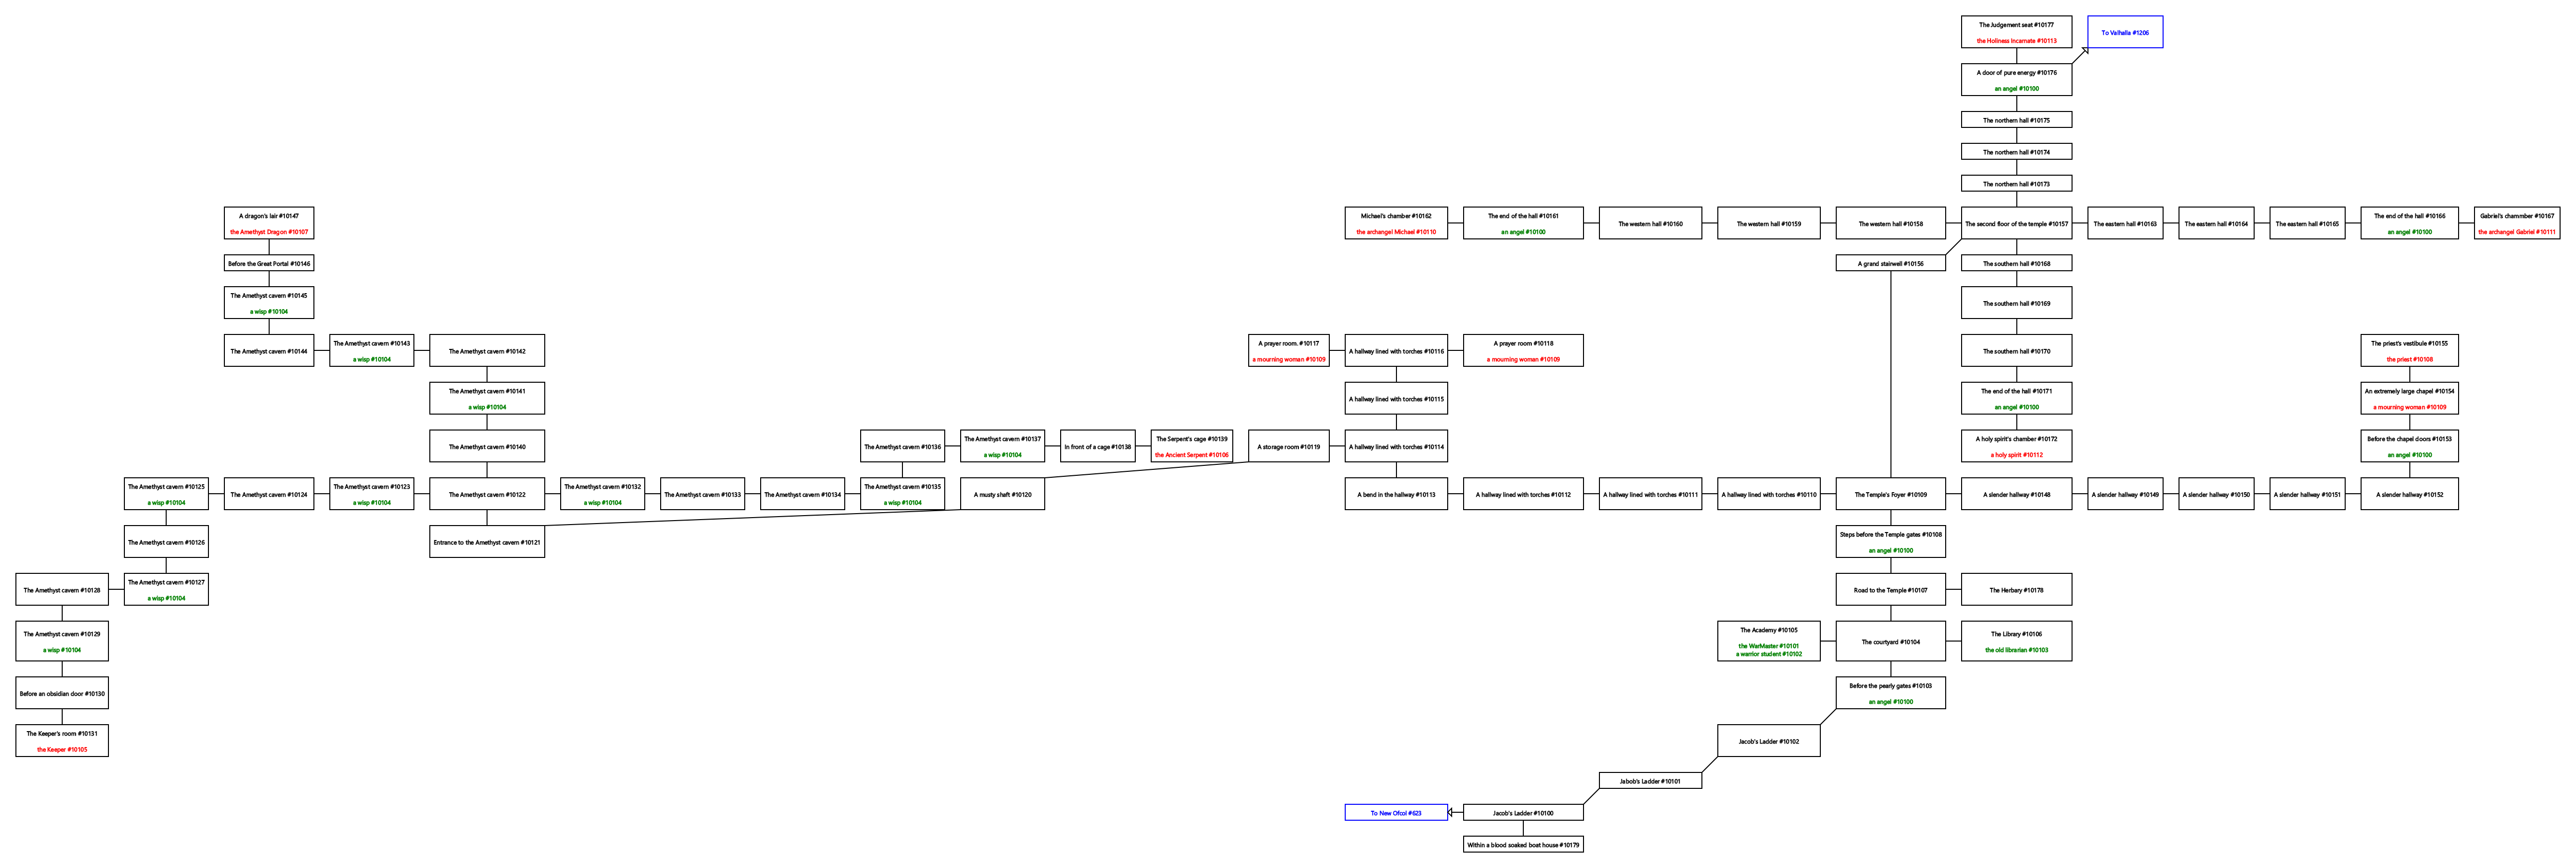 The Judgement seat #10177
the Holiness Incarnate #10113
To Valhalla #1206
A door of pure energy #10176
an angel #10100
The northern hall #10175
The northern hall #10174
The northern hall #10173
A dragon's lair #10147
the Amethyst Dragon #10107
Michael's chamber #10162
the archangel Michael #10110
The end of the hall #10161
an angel #10100
The western hall #10160
The western hall #10159
The western hall #10158
The second floor of the temple #10157
The eastern hall #10163
The eastern hall #10164
The eastern hall #10165
The end of the hall #10166
an angel #10100
Gabriel's chammber #10167
the archangel Gabriel #10111
Before the Great Portal #10146
A grand stairwell #10156
The southern hall #10168
The Amethyst cavern #10145
a wisp #10104
The southern hall #10169
The Amethyst cavern #10144
The Amethyst cavern #10143
a wisp #10104
The Amethyst cavern #10142
A prayer room. #10117
a mourning woman #10109
A hallway lined with torches #10116
A prayer room #10118
a mourning woman #10109
The southern hall #10170
The priest's vestibule #10155
the priest #10108
The Amethyst cavern #10141
a wisp #10104
A hallway lined with torches #10115
The end of the hall #10171
an angel #10100
An extremely large chapel #10154
a mourning woman #10109
The Amethyst cavern #10140
The Amethyst cavern #10136
The Amethyst cavern #10137
a wisp #10104
In front of a cage #10138
The Serpent's cage #10139
the Ancient Serpent #10106
A storage room #10119
A hallway lined with torches #10114
A holy spirit's chamber #10172
a holy spirit #10112
Before the chapel doors #10153
an angel #10100
The Amethyst cavern #10125
a wisp #10104
The Amethyst cavern #10124
The Amethyst cavern #10123
a wisp #10104
The Amethyst cavern #10122
The Amethyst cavern #10132
a wisp #10104
The Amethyst cavern #10133
The Amethyst cavern #10134
The Amethyst cavern #10135
a wisp #10104
A musty shaft #10120
A bend in the hallway #10113
A hallway lined with torches #10112
A hallway lined with torches #10111
A hallway lined with torches #10110
The Temple's Foyer #10109
A slender hallway #10148
A slender hallway #10149
A slender hallway #10150
A slender hallway #10151
A slender hallway #10152
The Amethyst cavern #10126
Entrance to the Amethyst cavern #10121
Steps before the Temple gates #10108
an angel #10100
The Amethyst cavern #10128
The Amethyst cavern #10127
a wisp #10104
Road to the Temple #10107
The Herbary #10178
The Amethyst cavern #10129
a wisp #10104
The Academy #10105
the WarMaster #10101
a warrior student #10102
The courtyard #10104
The Library #10106
the old librarian #10103
Before an obsidian door #10130
Before the pearly gates #10103
an angel #10100
The Keeper's room #10131
the Keeper #10105
Jacob's Ladder #10102
Jabob's Ladder #10101
To New Ofcol #623
Jacob's Ladder #10100
Within a blood soaked boat house #10179